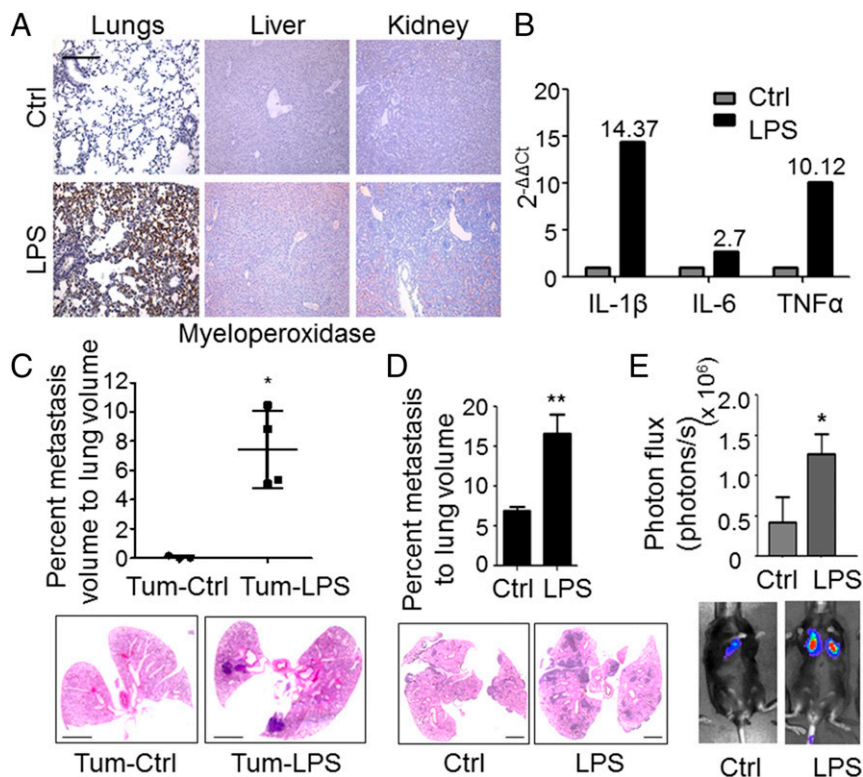 A
Lungs
Liver
Kidney
Ctrl
LPS
Myeloperoxidase
B
2-ΔΔCt
20
15
10
5
0
Ctrl
LPS
14.37
2.7
10.12
IL-1β
IL-6
TNFα
C
Percent metastasis
volume to lung volume
12
10
8
6
4
2
0
*
Tum-Ctrl
Tum-LPS
Tum-Ctrl
Tum-LPS
D
Percent metastasis
to lung volume
20
15
10
5
0
**
Ctrl
LPS
Ctrl
LPS
E
Photon flux
(photons/s)
(x 10⁶)
2.0
1.5
1.0
0.5
0
*
Ctrl
LPS
Ctrl
LPS